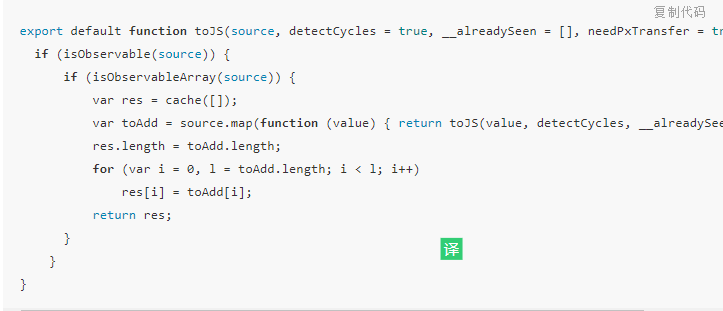 复制代码
export default function toJS(source, detectCycles = true, __alreadySeen = [], needPxTransfer = tr
if (isObservable(source)) {
if (isObservableArray(source)) {
var res = cache([]);
var toAdd = source.map(function (value) { return toJS(value, detectCycles, __alreadySee
res.length = toAdd.length;
for (var i = 0, l = toAdd.length; i < l; i++)
res[i] = toAdd[i];
return res;
}
译
}
}